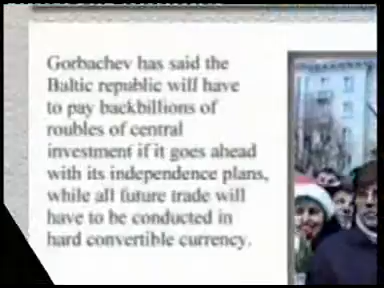 Gorbachev has said the
Baltic republic will have
to pay backbillions of
roubles of central
investment if it goes ahead
with its independence plans,
while all future trade will
have to be conducted in
hard convertible currency.